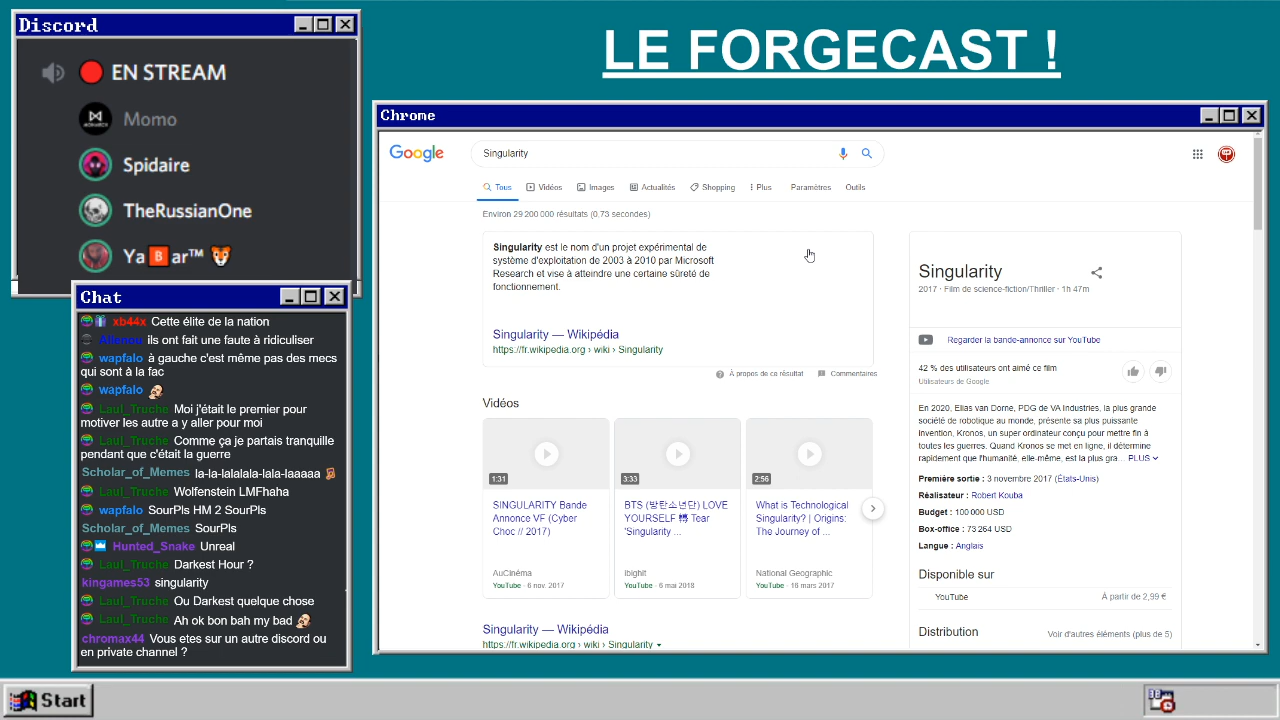 Discord
EN STREAM
Momo
Spidaire
TheRussianOne
Ya🅱ar™ 🐯
Chat
xb44x Cette élite de la nation
Allenou ils ont fait une faute à ridiculiser
wapfalo à gauche c'est même pas des mecs
qui sont à la fac
wapfalo
Laul_Truche Moi j'était le premier pour
motiver les autre a y aller pour moi
Laul_Truche Comme ça je partais tranquille
pendant que c'était la guerre
Scholar_of_Memes la-la-lalalala-lala-laaaaa
Laul_Truche Wolfenstein LMFhaha
wapfalo SourPls HM 2 SourPls
Scholar_of_Memes SourPls
Hunted_Snake Unreal
Laul_Truche Darkest Hour ?
kingames53 singularity
Laul_Truche Ou Darkest quelque chose
Laul_Truche Ah ok bon bah my bad
chromax44 Vous etes sur un autre discord ou
en private channel ?
LE FORGECAST !
Chrome
Google
Singularity
Tous
Vidéos
Images
Actualités
Shopping
Plus
Paramètres
Outils
Environ 29 200 000 résultats (0,73 secondes)
Singularity est le nom d'un projet expérimental de
système d'exploitation de 2003 à 2010 par Microsoft
Research et vise à atteindre une certaine sûreté de
fonctionnement.
Singularity — Wikipédia
https://fr.wikipedia.org › wiki › Singularity
À propos de ce résultat
Commentaires
Vidéos
1:31
3:33
2:56
SINGULARITY Bande
Annonce VF (Cyber
Choc // 2017)
AuCinéma
YouTube - 6 nov. 2017
BTS (방탄소년단) LOVE
YOURSELF 轉 Tear
'Singularity ...
ibighit
YouTube - 6 mai 2018
What is Technological
Singularity? | Origins:
The Journey of ...
National Geographic
YouTube - 16 mars 2017
Singularity — Wikipédia
https://fr.wikipedia.org › wiki › Singularity
Singularity
2017 · Film de science-fiction/Thriller · 1h 47m
Regarder la bande-annonce sur YouTube
42 % des utilisateurs ont aimé ce film
Utilisateurs de Google
En 2020, Elias van Dorne, PDG de VA Industries, la plus grande
société de robotique au monde, présente sa plus puissante
invention, Kronos, un super ordinateur conçu pour mettre fin à
toutes les guerres. Quand Kronos se met en ligne, il détermine
rapidement que l'humanité, elle-même, est la plus gra... PLUS
Première sortie : 3 novembre 2017 (États-Unis)
Réalisateur : Robert Kouba
Budget : 100 000 USD
Box-office : 73 264 USD
Langue : Anglais
Disponible sur
YouTube
À partir de 2,99 €
Distribution
Voir d'autres éléments (plus de 5)
Start